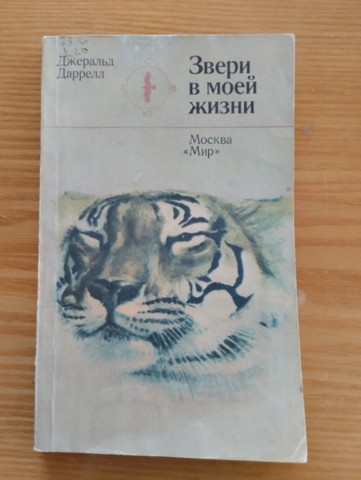 Джеральд
Даррелл
Звери
в моей
жизни
Москва
«Мир»